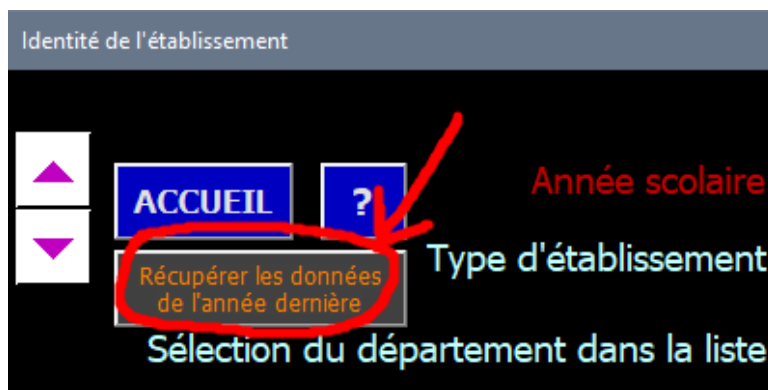 Identité de l'établissement
ACCUEIL ?
Année scolaire
Récupérer les données
de l'année dernière
Type d'établissement
Sélection du département dans la liste